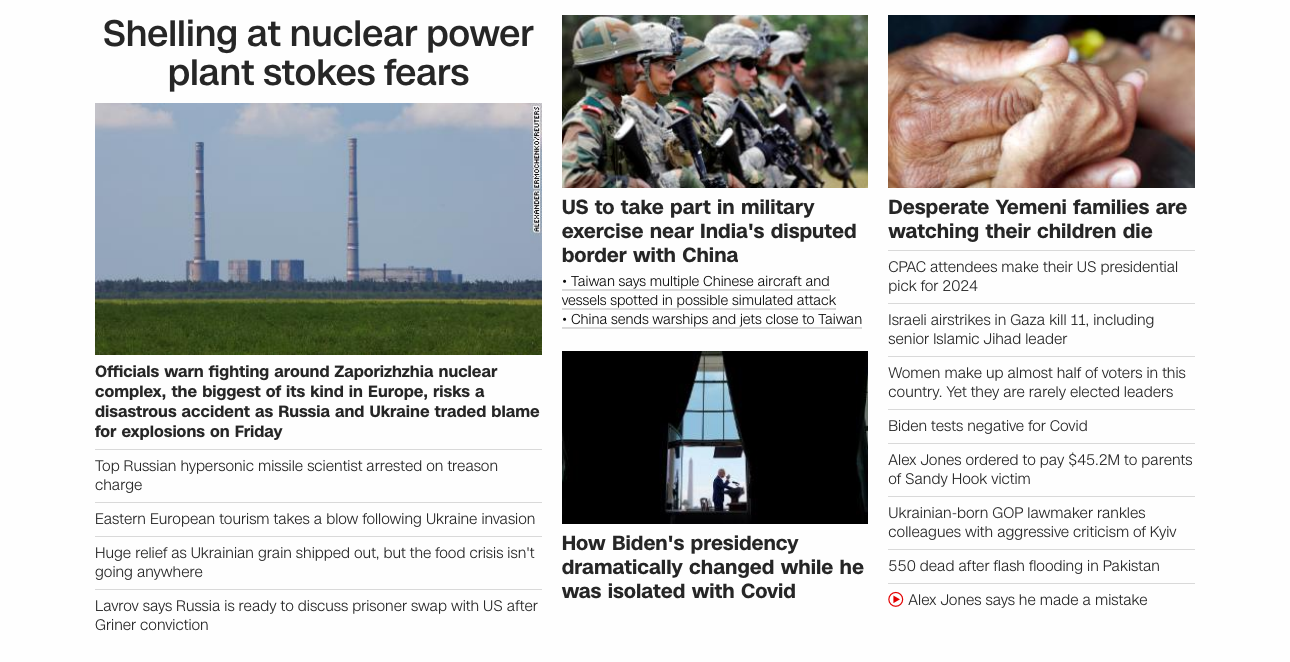 Shelling at nuclear power
plant stokes fears
ALEXANDER ERMOCHENKO/REUTERS
Officials warn fighting around Zaporizhzhia nuclear
complex, the biggest of its kind in Europe, risks a
disastrous accident as Russia and Ukraine traded blame
for explosions on Friday
Top Russian hypersonic missile scientist arrested on treason
charge
Eastern European tourism takes a blow following Ukraine invasion
Huge relief as Ukrainian grain shipped out, but the food crisis isn't
going anywhere
Lavrov says Russia is ready to discuss prisoner swap with US after
Griner conviction
US to take part in military
exercise near India's disputed
border with China
• Taiwan says multiple Chinese aircraft and
vessels spotted in possible simulated attack
• China sends warships and jets close to Taiwan
How Biden's presidency
dramatically changed while he
was isolated with Covid
Desperate Yemeni families are
watching their children die
CPAC attendees make their US presidential
pick for 2024
Israeli airstrikes in Gaza kill 11, including
senior Islamic Jihad leader
Women make up almost half of voters in this
country. Yet they are rarely elected leaders
Biden tests negative for Covid
Alex Jones ordered to pay $45.2M to parents
of Sandy Hook victim
Ukrainian-born GOP lawmaker rankles
colleagues with aggressive criticism of Kyiv
550 dead after flash flooding in Pakistan
Alex Jones says he made a mistake